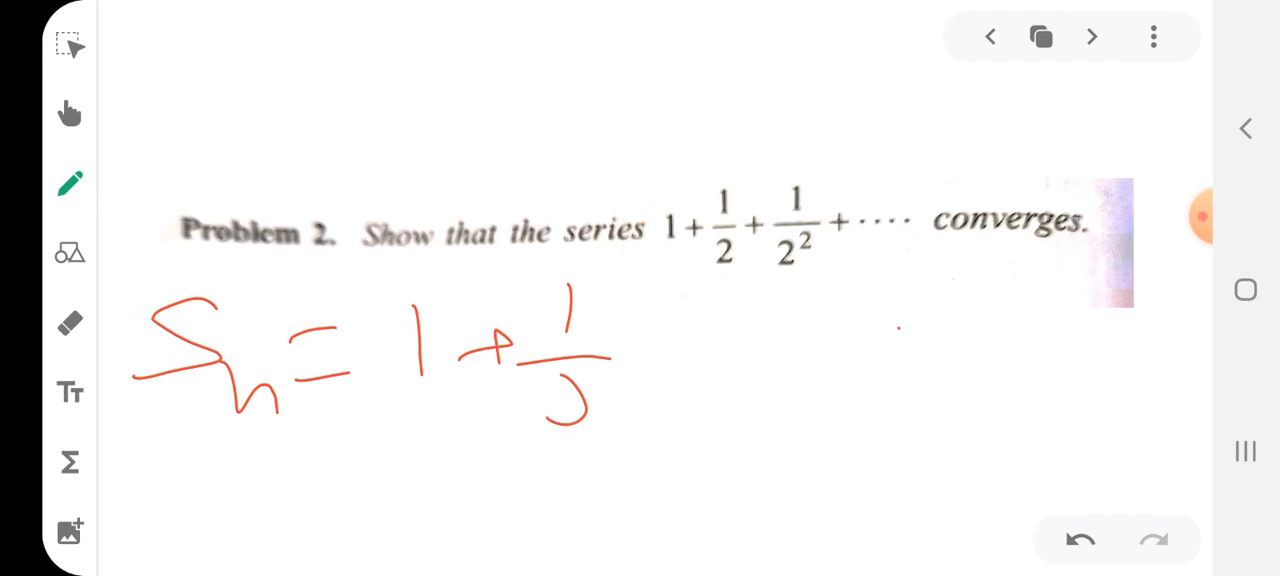 Problem 2. Show that the series 1 + 1/2 + 1/2² + ···· converges.
Sn = 1 + 1/